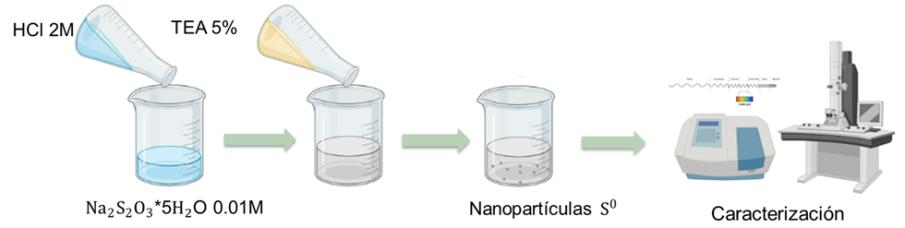 HCl 2M
TEA 5%
Na₂S₂O₃*5H₂O 0.01M
Nanopartículas S⁰
Caracterización